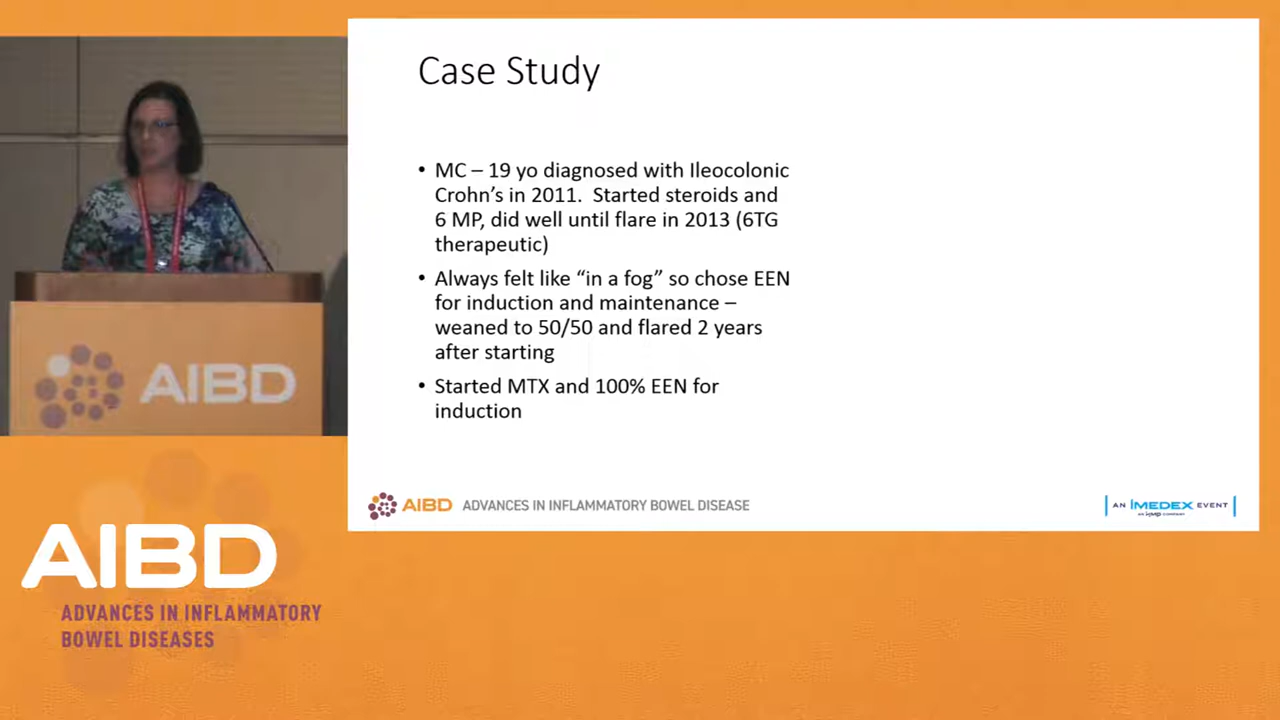 Case Study
• MC – 19 yo diagnosed with Ileocolonic
Crohn's in 2011.  Started steroids and
6 MP, did well until flare in 2013 (6TG
therapeutic)
• Always felt like “in a fog” so chose EEN
for induction and maintenance –
weaned to 50/50 and flared 2 years
after starting
• Started MTX and 100% EEN for
induction
AIBD ADVANCES IN INFLAMMATORY BOWEL DISEASE
AN iMEDEX EVENT
AIBD
AIBD
ADVANCES IN INFLAMMATORY
BOWEL DISEASES